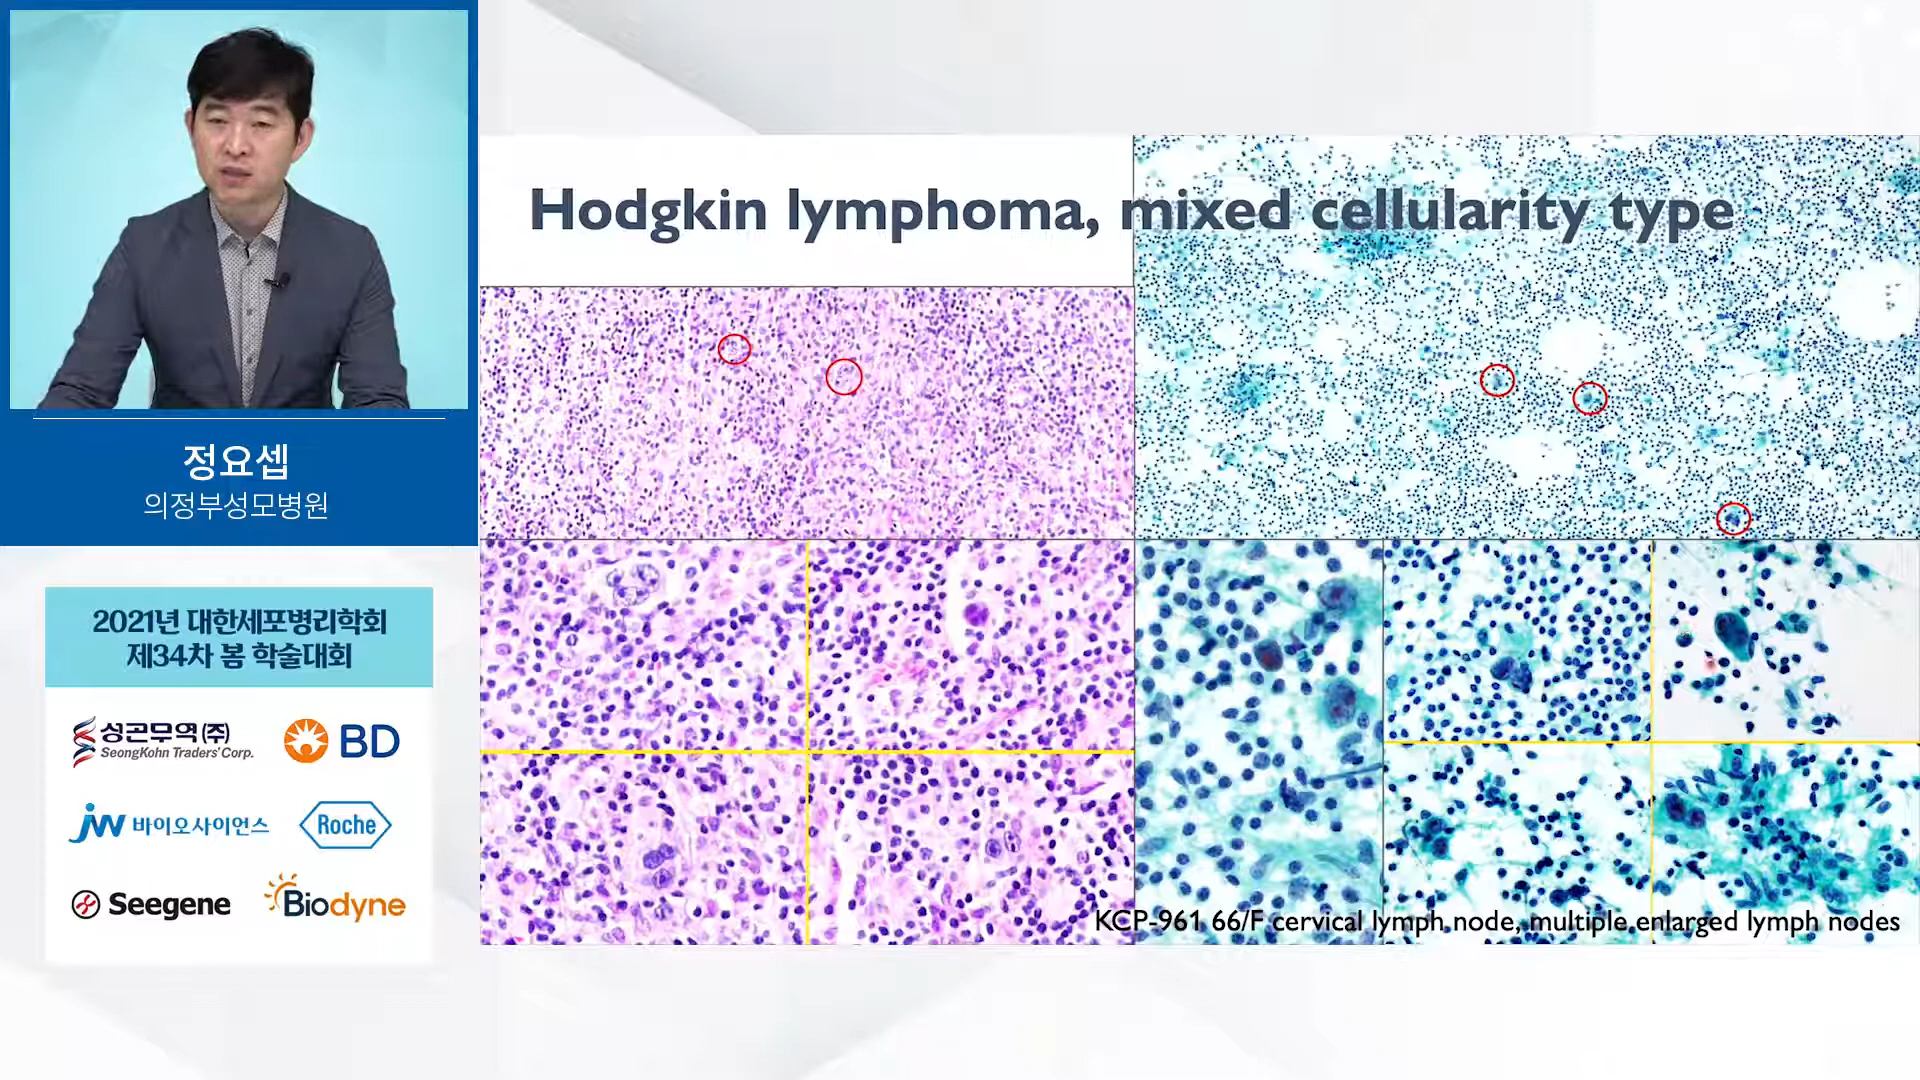 Hodgkin lymphoma, mixed cellularity type
정요셉
의정부성모병원
2021년 대한세포병리학회
제34차 봄 학술대회
성곤무역(주)
SeongKohn Traders' Corp.
BD
JW 바이오사이언스
Roche
Seegene
Biodyne
KCP-961 66/F cervical lymph node, multiple enlarged lymph nodes